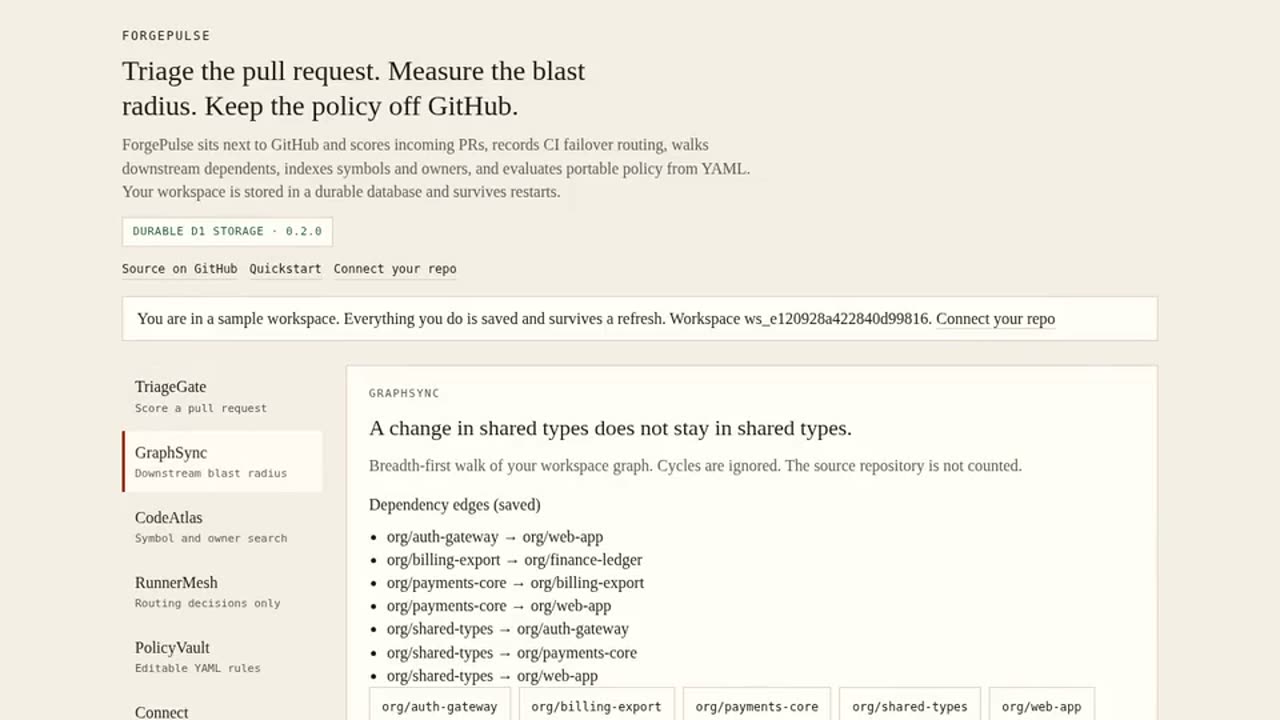 FORGEPULSE
Triage the pull request. Measure the blast
radius. Keep the policy off GitHub.
ForgePulse sits next to GitHub and scores incoming PRs, records CI failover routing, walks
downstream dependents, indexes symbols and owners, and evaluates portable policy from YAML.
Your workspace is stored in a durable database and survives restarts.
DURABLE D1 STORAGE · 0.2.0
Source on GitHub Quickstart Connect your repo
You are in a sample workspace. Everything you do is saved and survives a refresh. Workspace ws_e120928a422840d99816. Connect your repo
TriageGate
Score a pull request
GraphSync
Downstream blast radius
CodeAtlas
Symbol and owner search
RunnerMesh
Routing decisions only
PolicyVault
Editable YAML rules
Connect
GRAPHSYNC
A change in shared types does not stay in shared types.
Breadth-first walk of your workspace graph. Cycles are ignored. The source repository is not counted.
Dependency edges (saved)
• org/auth-gateway → org/web-app
• org/billing-export → org/finance-ledger
• org/payments-core → org/billing-export
• org/payments-core → org/web-app
• org/shared-types → org/auth-gateway
• org/shared-types → org/payments-core
• org/shared-types → org/web-app
org/auth-gateway org/billing-export org/payments-core org/shared-types org/web-app